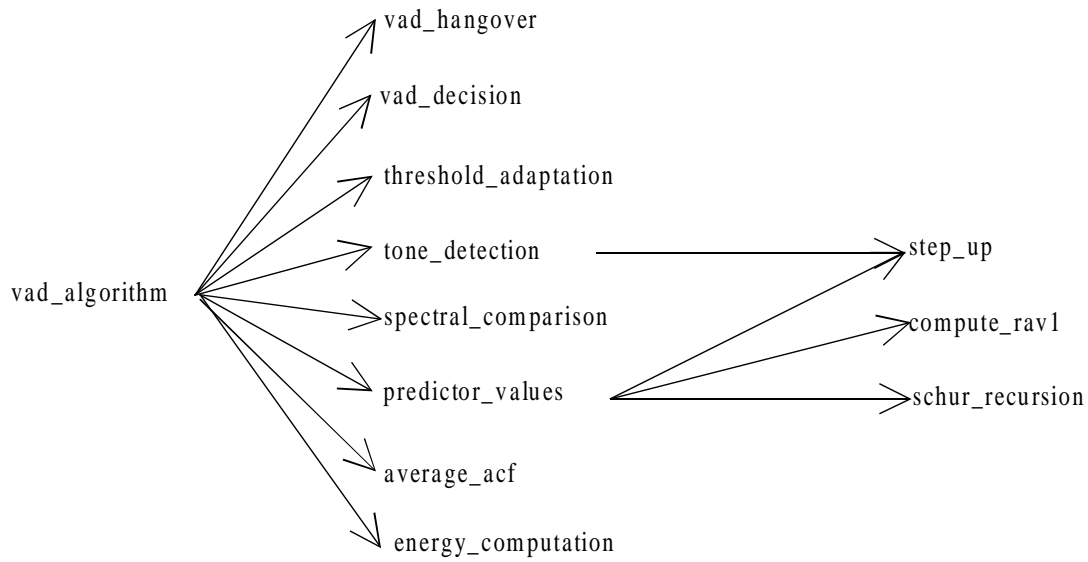 vad_hangover
vad_decision
threshold_adaptation
tone_detection
step_up
vad_algorithm
spectral_comparison
compute_rav1
predictor_values
schur_recursion
average_acf
energy_computation